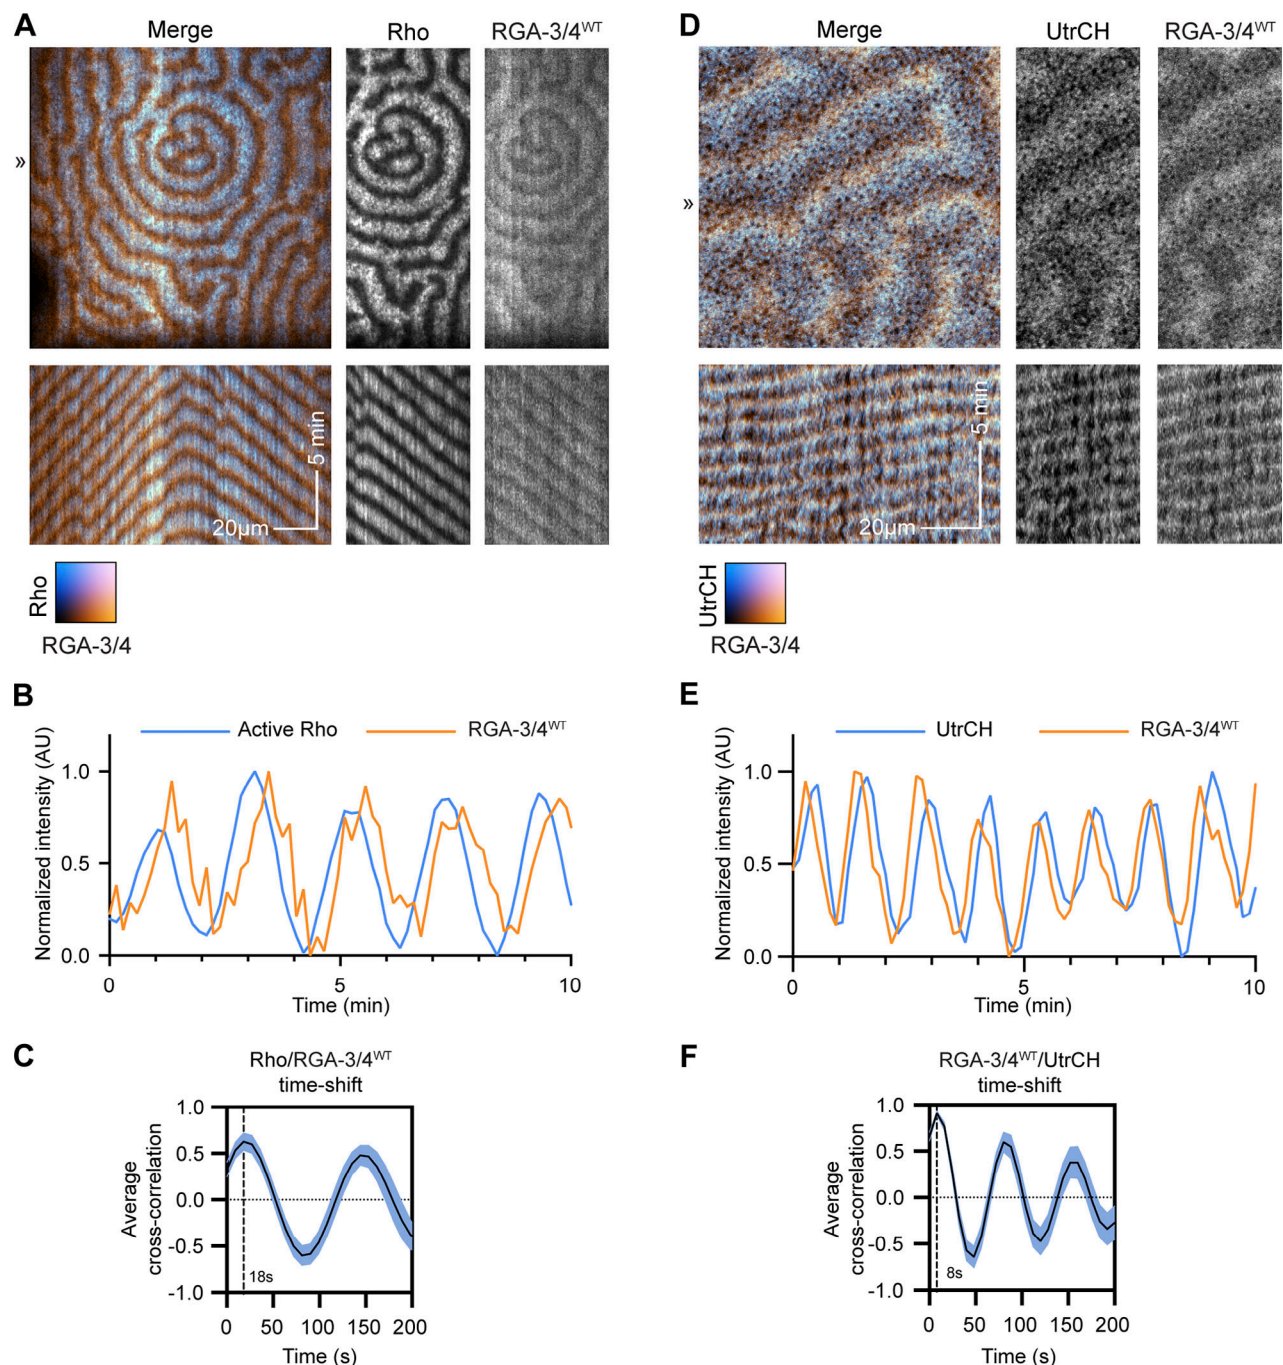 A
Merge
Rho
RGA-3/4ᵂᵀ
»
5 min
20µm
Rho
RGA-3/4
D
Merge
UtrCH
RGA-3/4ᵂᵀ
»
5 min
20µm
UtrCH
RGA-3/4
B
Active Rho
RGA-3/4ᵂᵀ
Normalized intensity (AU)
1.0
0.5
0.0
0
5
10
Time (min)
E
UtrCH
RGA-3/4ᵂᵀ
Normalized intensity (AU)
1.0
0.5
0.0
0
5
10
Time (min)
C
Rho/RGA-3/4ᵂᵀ
time-shift
Average
cross-correlation
1.0
0.5
0.0
-0.5
-1.0
18s
0
50
100
150
200
Time (s)
F
RGA-3/4ᵂᵀ/UtrCH
time-shift
Average
cross-correlation
1.0
0.5
0.0
-0.5
-1.0
8s
0
50
100
150
200
Time (s)